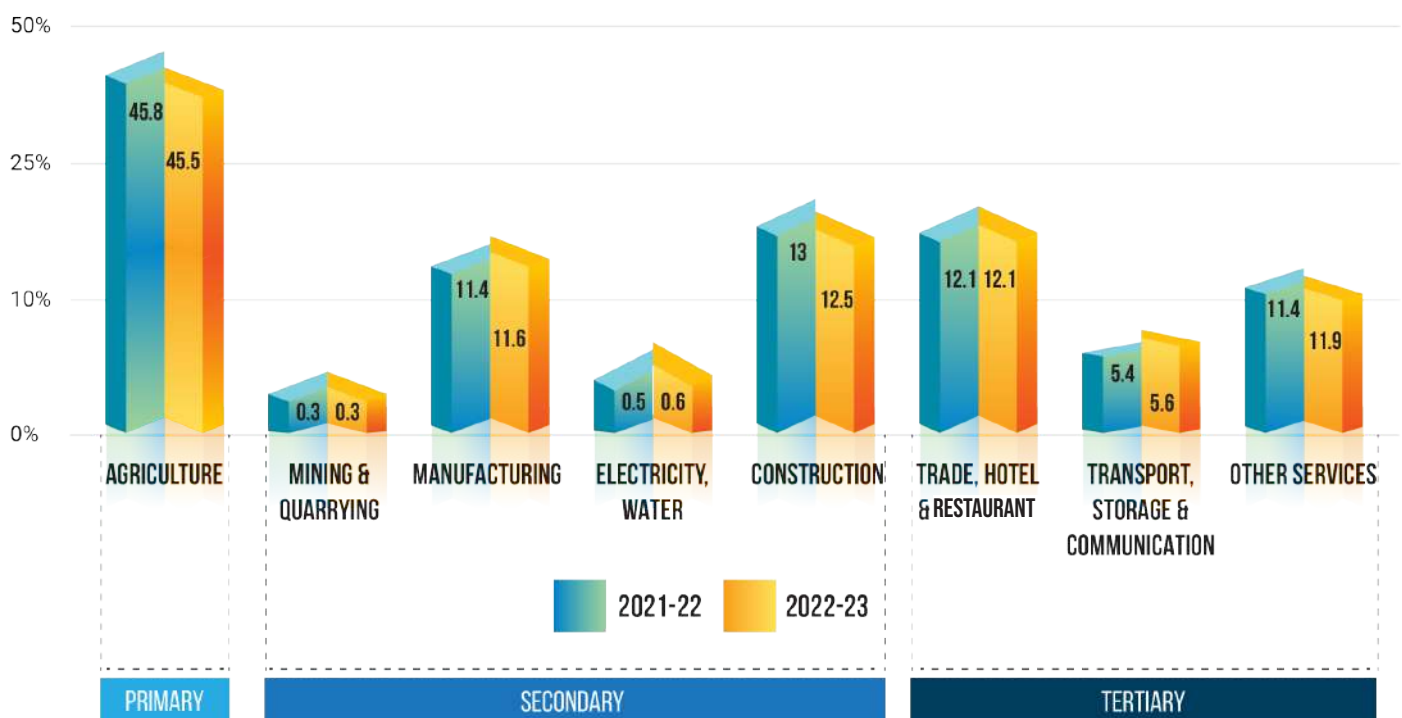 50%
45.8
45.5
25%
13
12.5
12.1 12.1
11.4
11.6
10%
11.4
11.9
5.4
5.6
0.3 0.3
0.5 0.6
0%
AGRICULTURE
MINING &
QUARRYING
MANUFACTURING
ELECTRICITY,
WATER
CONSTRUCTION
TRADE, HOTEL
& RESTAURANT
TRANSPORT,
STORAGE &
COMMUNICATION
OTHER SERVICES
2021-22
2022-23
PRIMARY
SECONDARY
TERTIARY